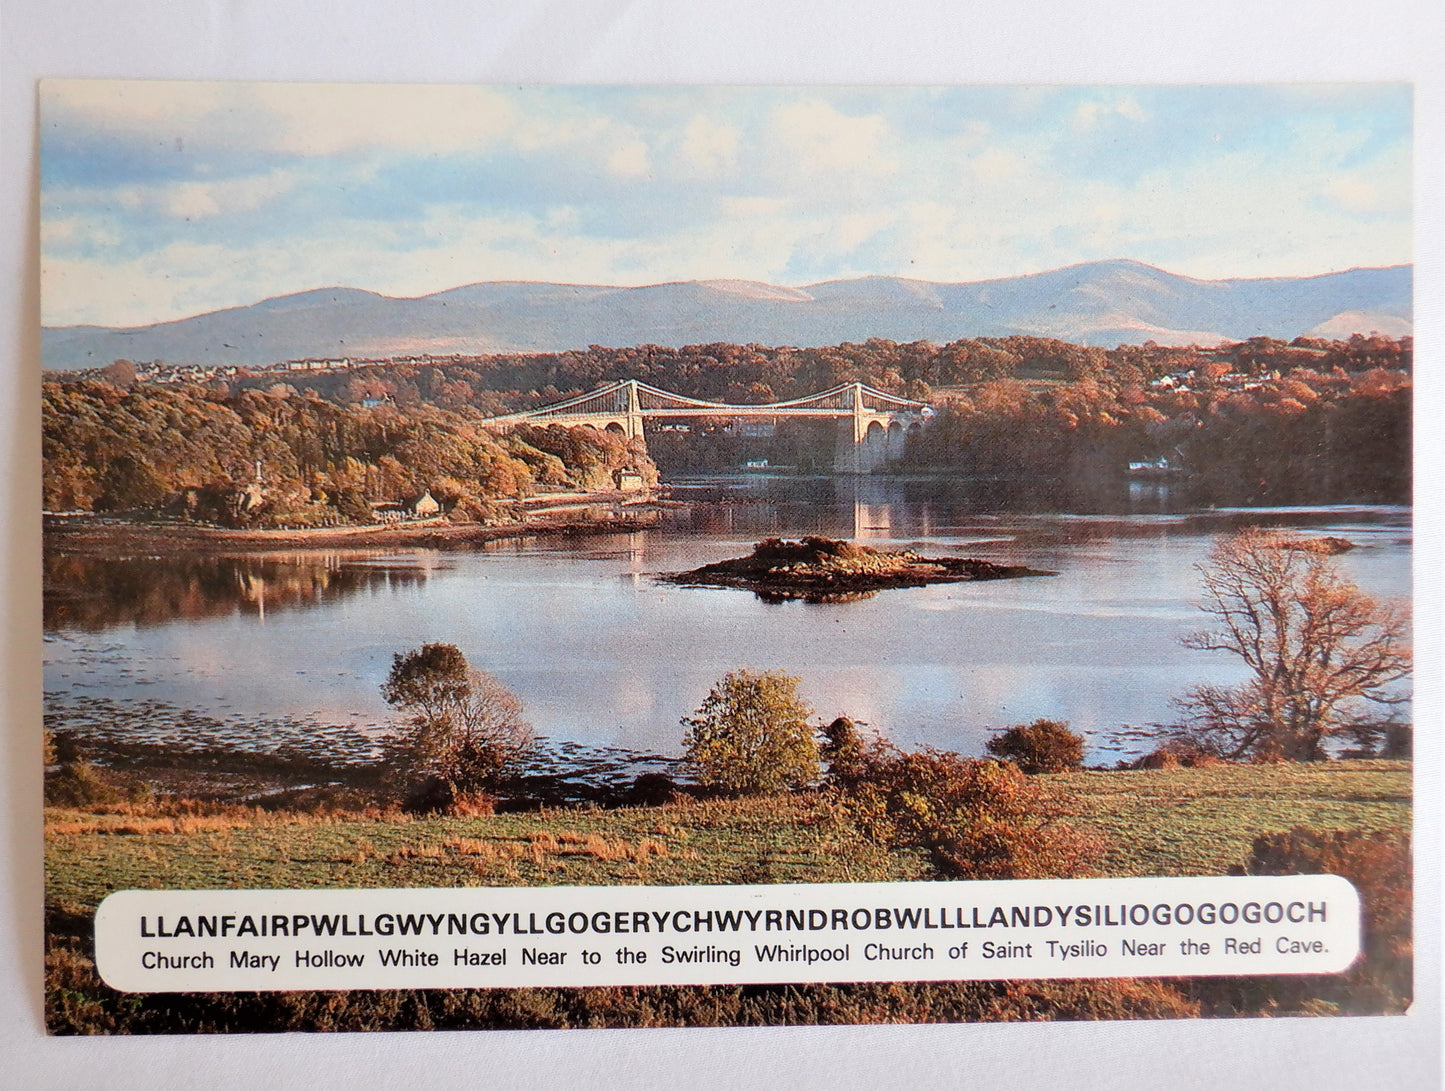 LLANFAIRPWLLGWYNGYLLGOGERYCHWYRNDROBWLLLLANDYSILIOGOGOGOCH
Church Mary Hollow White Hazel Near to the Swirling Whirlpool Church of Saint Tysilio Near the Red Cave.